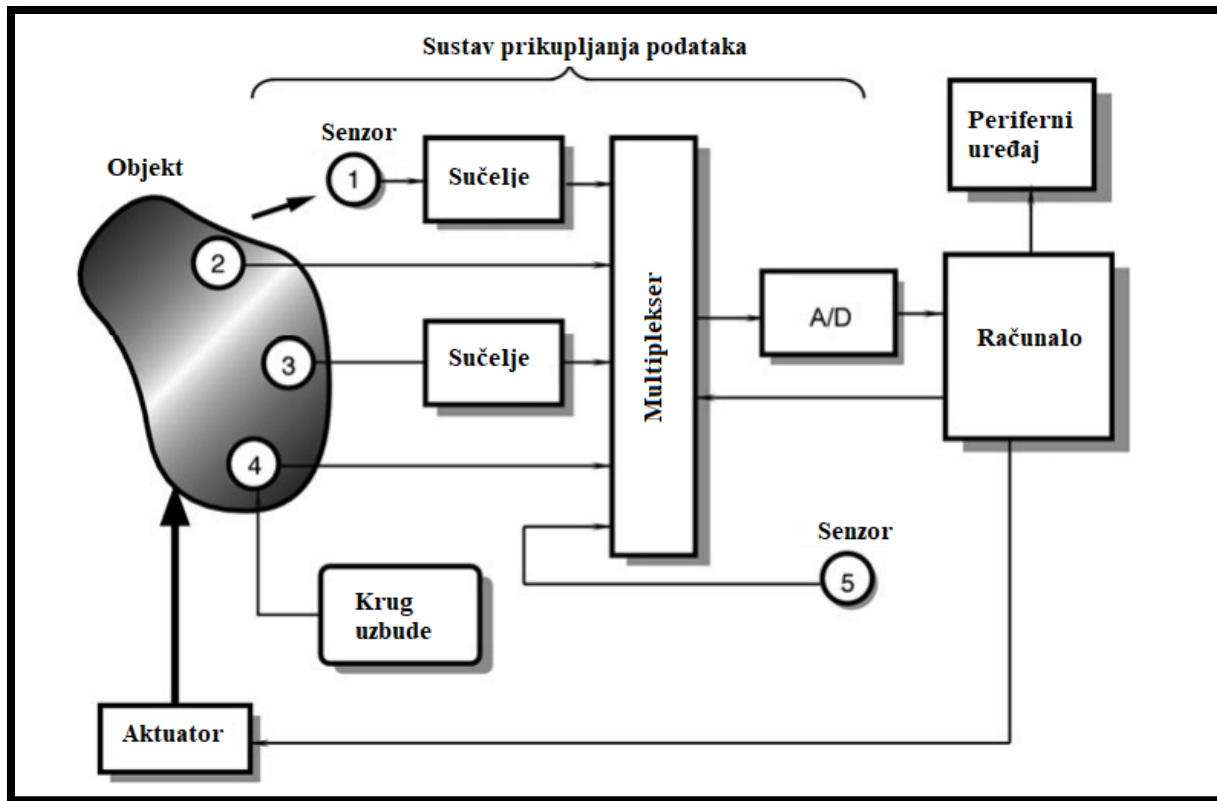 Sustav prikupljanja podataka
Senzor
Objekt
1
Sučelje
Periferni
uređaj
2
Multiplekser
A/D
Računalo
3
Sučelje
4
Senzor
5
Krug
uzbude
Aktuator